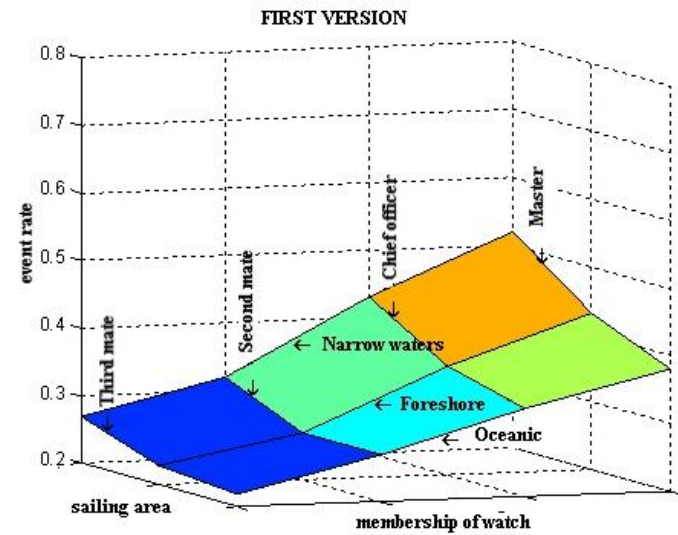 FIRST VERSION
0.8
0.7
0.6
0.5
0.4
0.3
0.2
event rate
Third mate
Second mate
Chief officer
Master
Narrow waters
Foreshore
Oceanic
sailing area
membership of watch